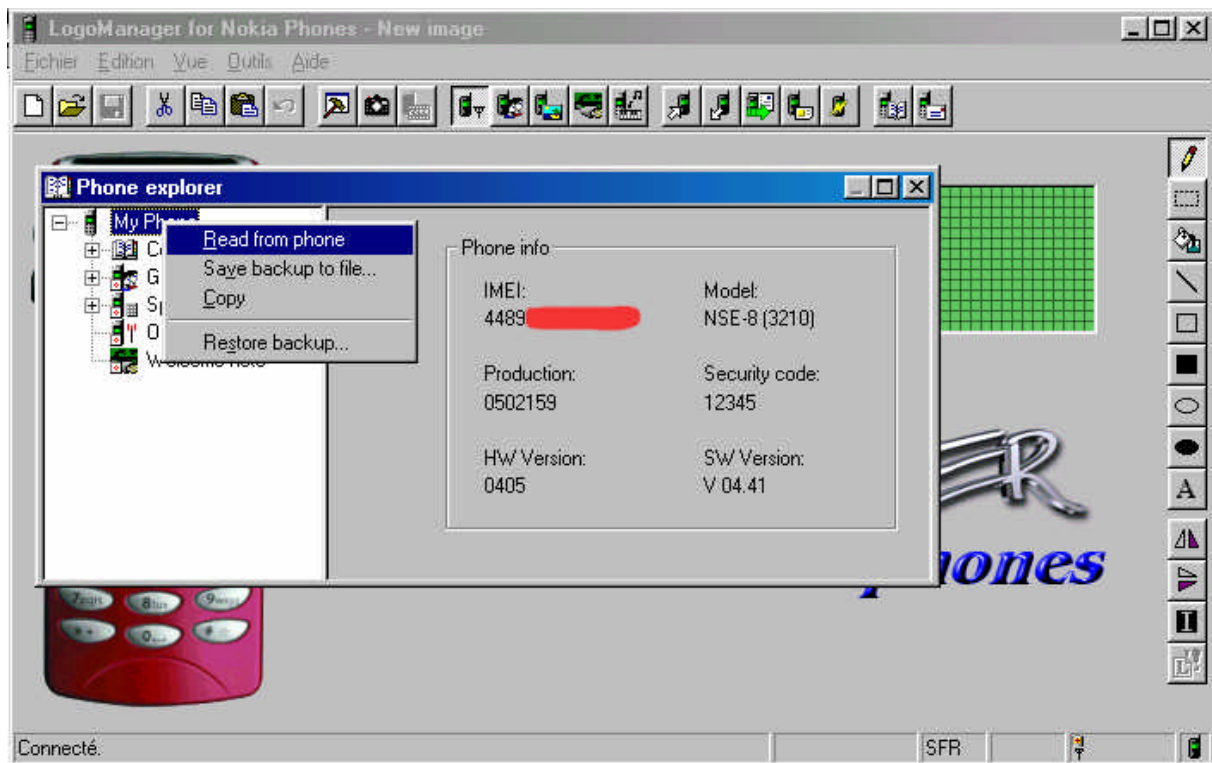 LogoManager for Nokia Phones - New image
Fichier Edition Vue Outils Aide
Phone explorer
My Phone
Read from phone
Save backup to file...
Copy
Restore backup...
Phone info
IMEI:
4489
Model:
NSE-8 (3210)
Production:
0502159
Security code:
12345
HW Version:
0405
SW Version:
V 04.41
Connecté.
SFR